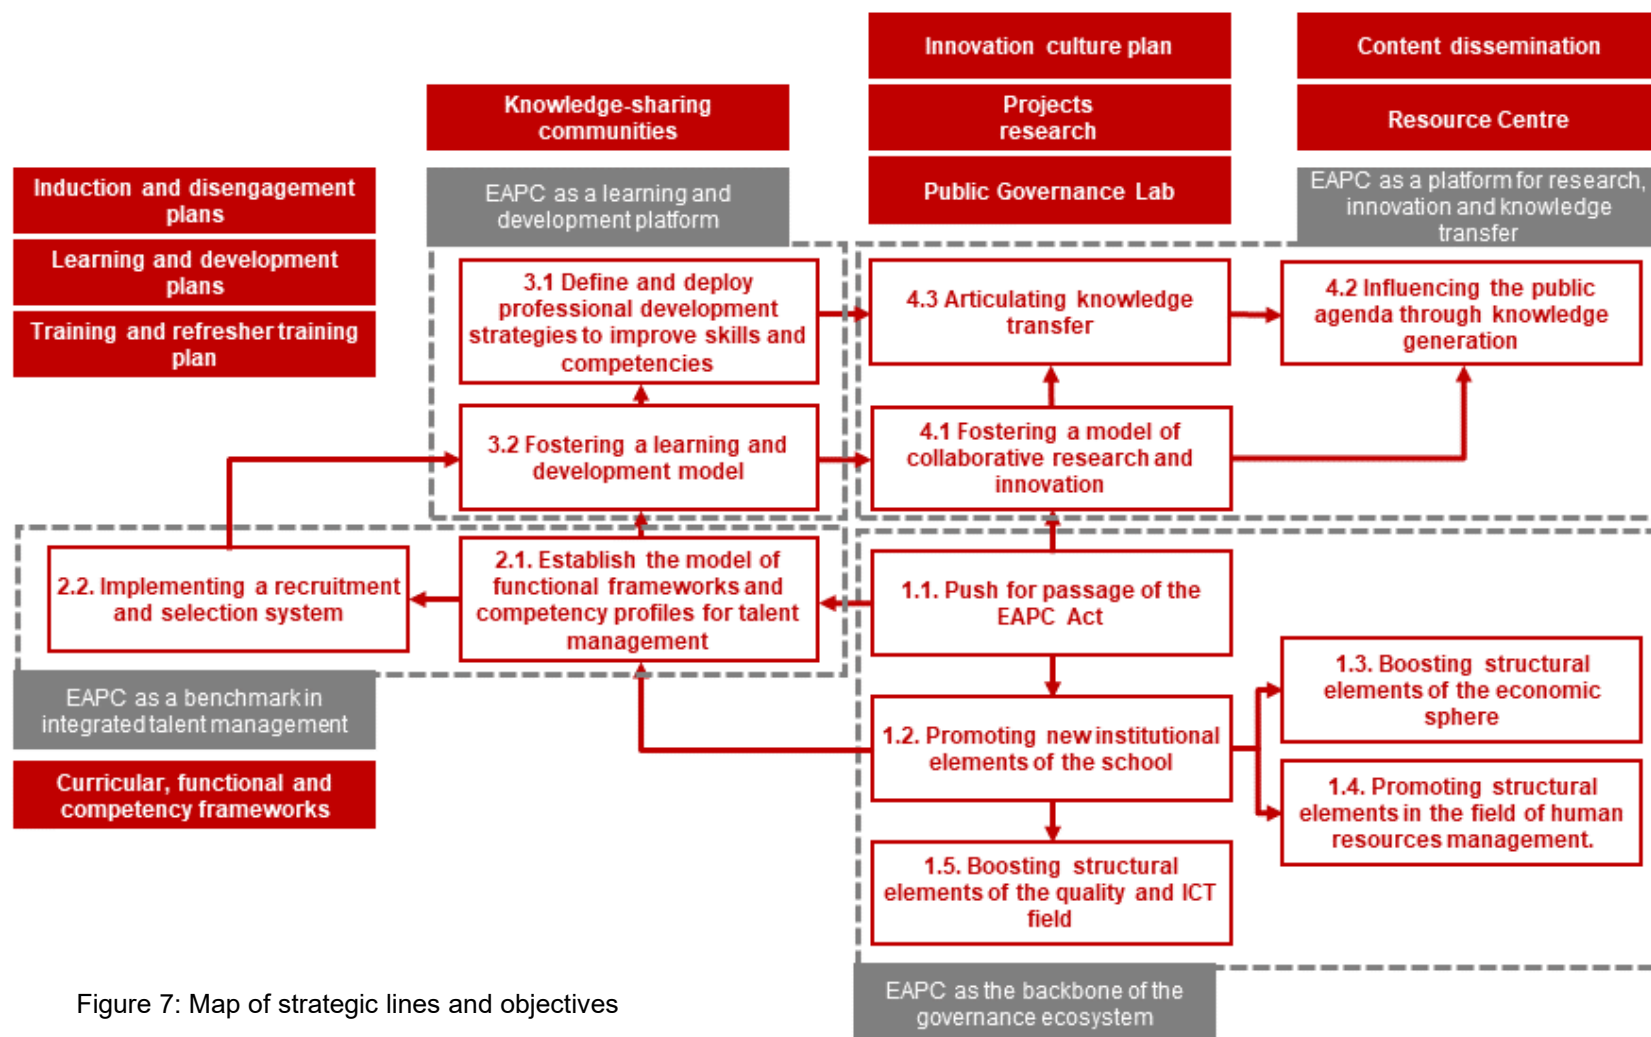 Innovation culture plan
Content dissemination
Knowledge-sharing
communities
Projects
research
Resource Centre
Induction and disengagement
plans
EAPC as a learning and
development platform
Public Governance Lab
EAPC as a platform for research,
innovation and knowledge
transfer
Learning and development
plans
Training and refresher training
plan
3.1 Define and deploy
professional development
strategies to improve skills and
competencies
4.3 Articulating knowledge
transfer
4.2 Influencing the public
agenda through knowledge
generation
3.2 Fostering a learning and
development model
4.1 Fostering a model of
collaborative research and
innovation
2.2. Implementing a recruitment
and selection system
2.1. Establish the model of
functional frameworks and
competency profiles for talent
management
1.1. Push for passage of the
EAPC Act
EAPC as a benchmark in
integrated talent management
1.2. Promoting new institutional
elements of the school
1.3. Boosting structural
elements of the economic
sphere
Curricular, functional and
competency frameworks
1.4. Promoting structural
elements in the field of human
resources management.
1.5. Boosting structural
elements of the quality and ICT
field
EAPC as the backbone of the
governance ecosystem
Figure 7: Map of strategic lines and objectives